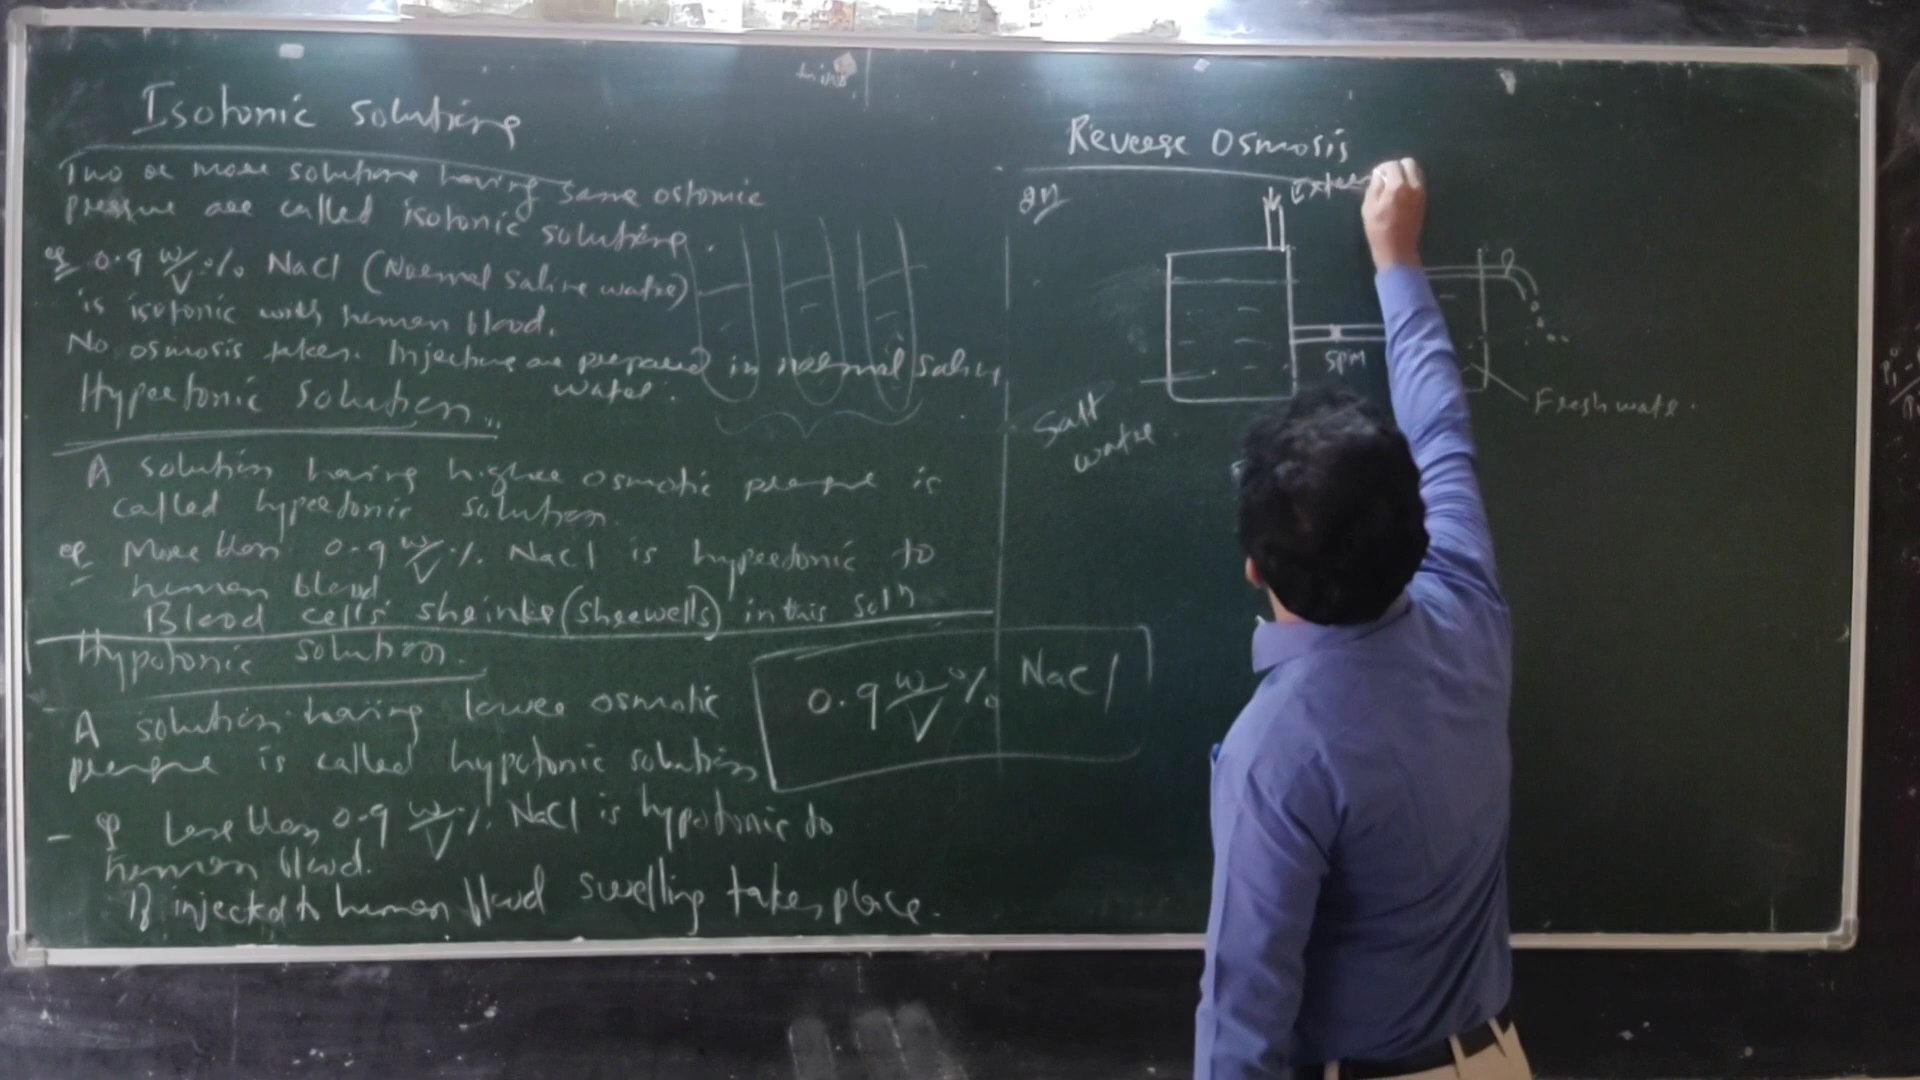 Isotonic solutions
Two or more solutions having same ostomic
pressure are called isotonic solutions.
eg 0.9 w/v % NaCl (Normal saline water)
is isotonic with human blood.
No osmosis takes. Injections are prepared in normal saline
water.
Hypertonic solution
A solution having higher osmotic pressure is
called hypertonic solution.
eg More than 0.9 w/v % NaCl is hypertonic to
human blood
Blood cells shrinks (shrewells) in this soln
Hypotonic solution.
A solution having lower osmotic
pressure is called hypotonic solution
eg Less than 0.9 w/v % NaCl is hypotonic to
human blood.
If injected to human blood swelling takes place.
0.9 w/v % NaCl
Reverse Osmosis
In
SPM
Fresh water.
Salt
water.